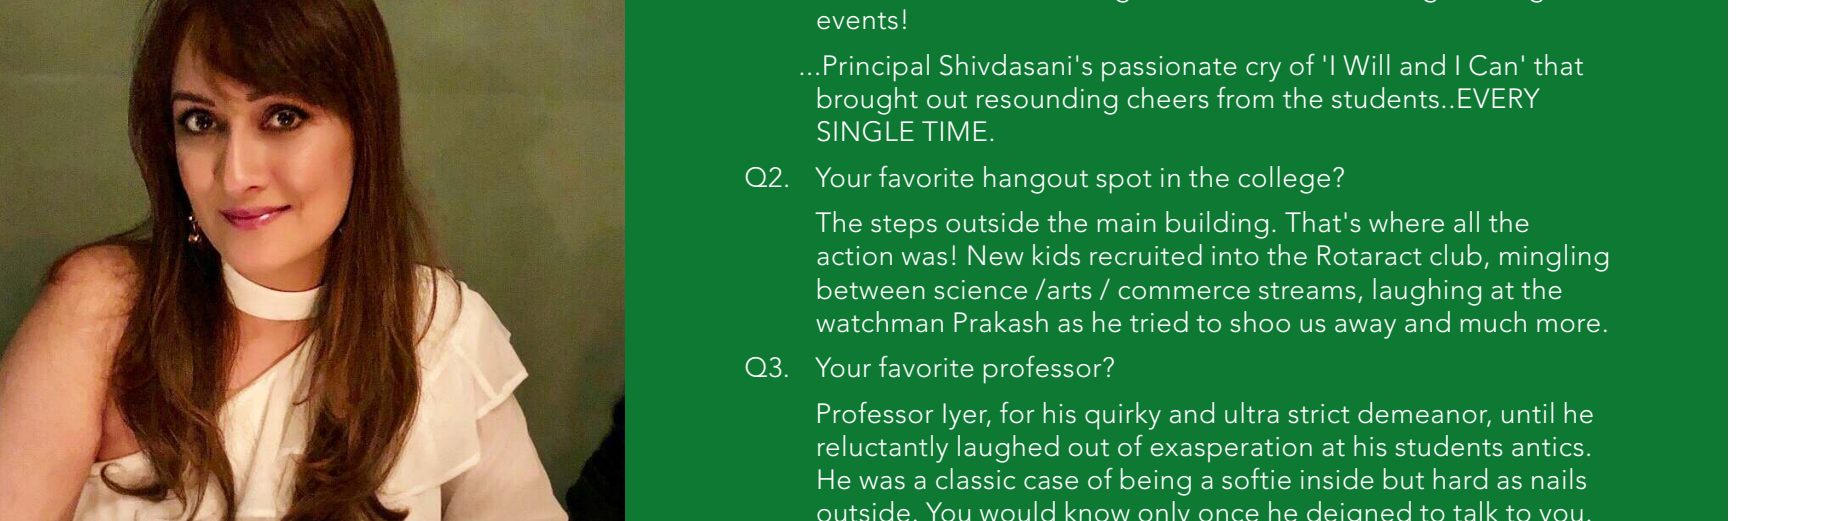 events!
...Principal Shivdasani's passionate cry of 'I Will and I Can' that
brought out resounding cheers from the students..EVERY
SINGLE TIME.
Q2. Your favorite hangout spot in the college?
The steps outside the main building. That's where all the
action was! New kids recruited into the Rotaract club, mingling
between science /arts / commerce streams, laughing at the
watchman Prakash as he tried to shoo us away and much more.
Q3. Your favorite professor?
Professor Iyer, for his quirky and ultra strict demeanor, until he
reluctantly laughed out of exasperation at his students antics.
He was a classic case of being a softie inside but hard as nails
outside. You would know only once he deigned to talk to you.